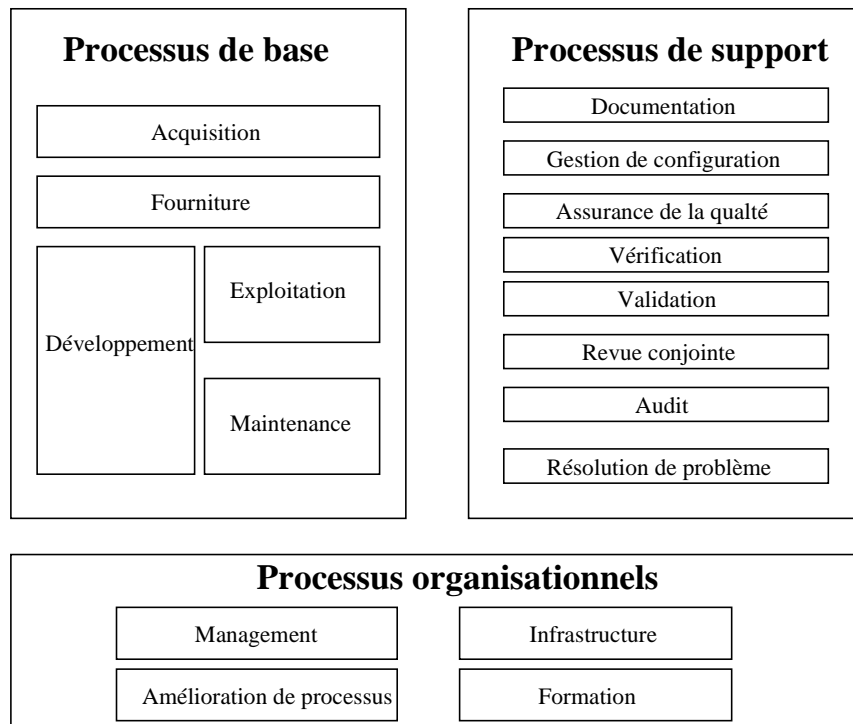 Processus de base
Acquisition
Fourniture
Développement
Exploitation
Maintenance
Processus de support
Documentation
Gestion de configuration
Assurance de la qualté
Vérification
Validation
Revue conjointe
Audit
Résolution de problème
Processus organisationnels
Management
Infrastructure
Amélioration de processus
Formation